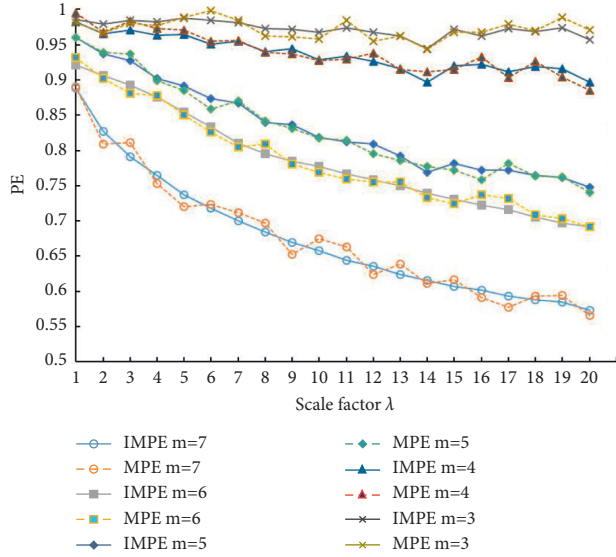 1
0.95
0.9
0.85
0.8
0.75
0.7
0.65
0.6
0.55
0.5
PE
1 2 3 4 5 6 7 8 9 10 11 12 13 14 15 16 17 18 19 20
Scale factor λ
IMPE m=7
MPE m=7
IMPE m=6
MPE m=6
IMPE m=5
MPE m=5
IMPE m=4
MPE m=4
IMPE m=3
MPE m=3